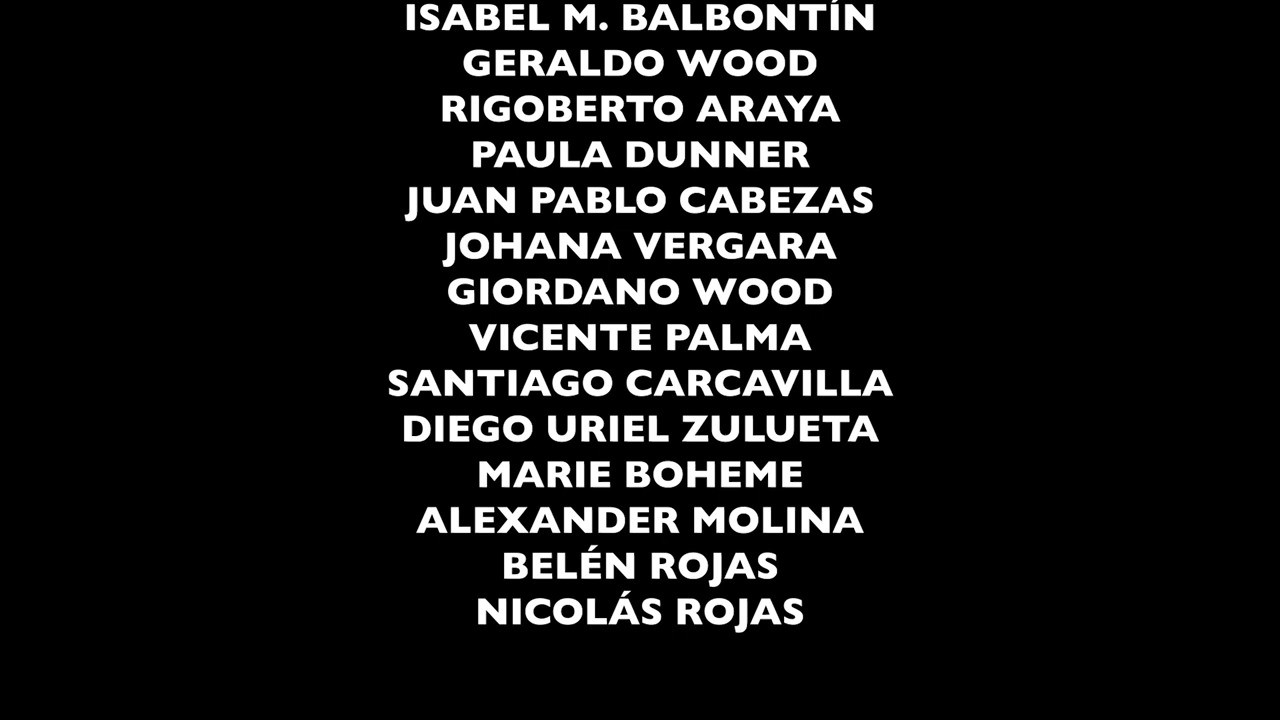 ISABEL M. BALBONTÍN
GERALDO WOOD
RIGOBERTO ARAYA
PAULA DUNNER
JUAN PABLO CABEZAS
JOHANA VERGARA
GIORDANO WOOD
VICENTE PALMA
SANTIAGO CARCAVILLA
DIEGO URIEL ZULUETA
MARIE BOHEME
ALEXANDER MOLINA
BELÉN ROJAS
NICOLÁS ROJAS